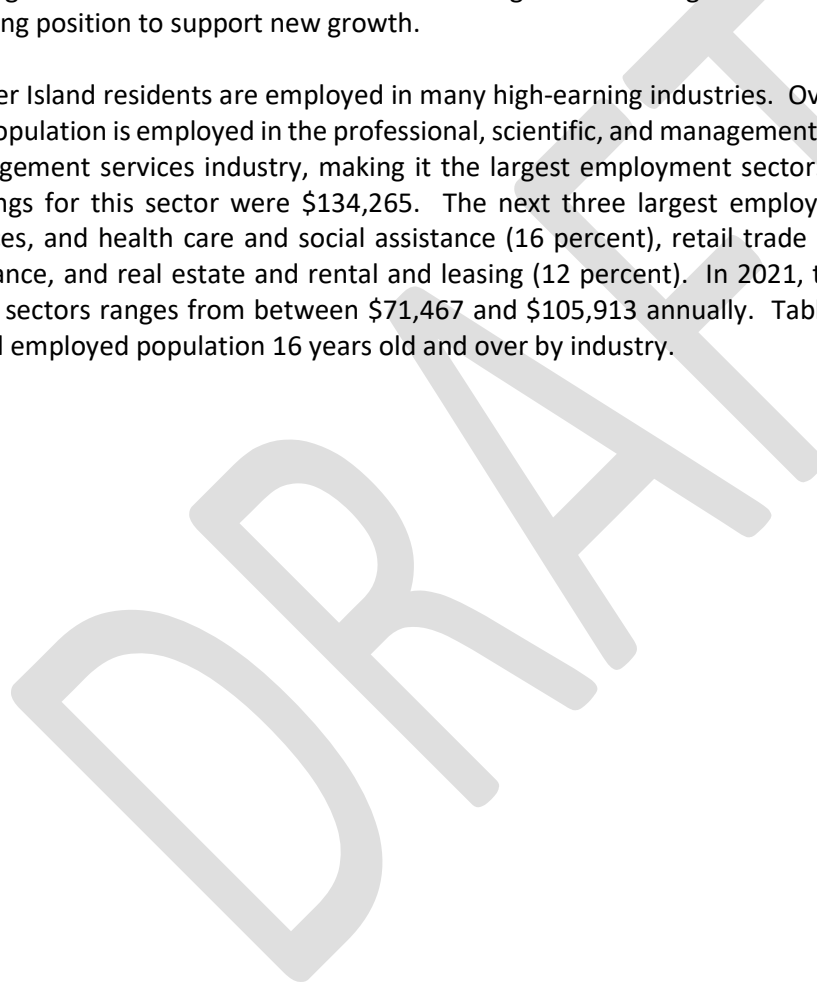 ng position to support new growth.
er Island residents are employed in many high-earning industries. Ov
opulation is employed in the professional, scientific, and management
gement services industry, making it the largest employment sector
ngs for this sector were $134,265. The next three largest employ
es, and health care and social assistance (16 percent), retail trade
ance, and real estate and rental and leasing (12 percent). In 2021, t
sectors ranges from between $71,467 and $105,913 annually. Tabl
employed population 16 years old and over by industry.
DRAFT